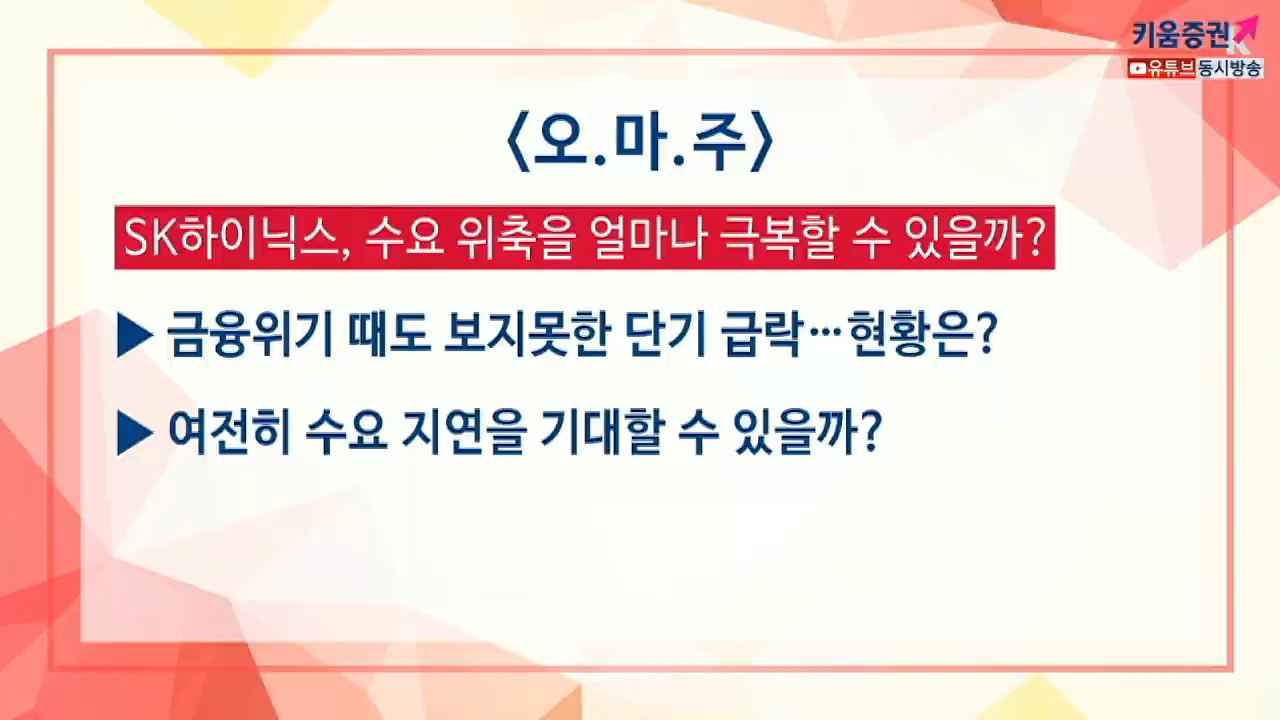 키움증권
유튜브 동시방송
<오.마.주>
SK하이닉스, 수요 위축을 얼마나 극복할 수 있을까?
▶ 금융위기 때도 보지못한 단기 급락…현황은?
▶ 여전히 수요 지연을 기대할 수 있을까?